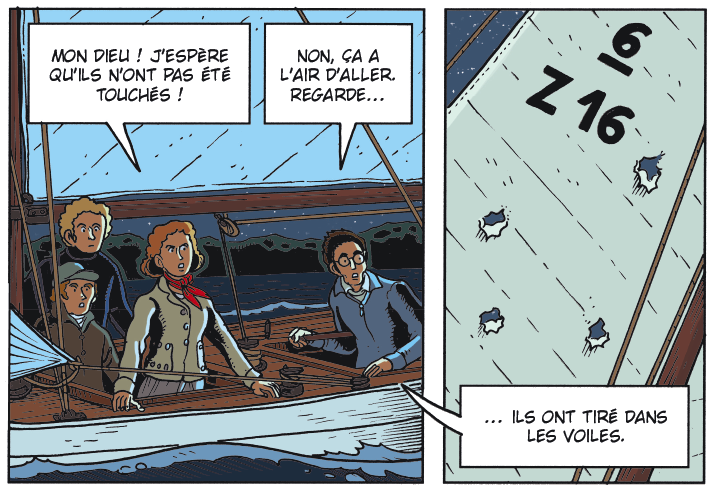 MON DIEU ! J'ESPÈRE
QU'ILS N'ONT PAS ÉTÉ
TOUCHÉS !
NON, ÇA A
L'AIR D'ALLER.
REGARDE...
6
Z 16
... ILS ONT TIRÉ DANS
LES VOILES.